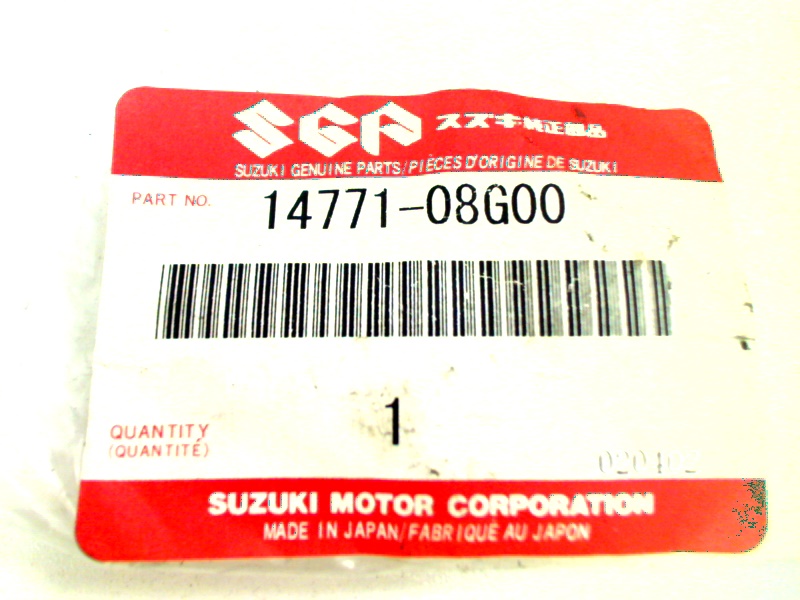 SGP スズキ純正部品
SUZUKI GENUINE PARTS/PIÈCES D'ORIGINE DE SUZUKI
PART NO. 14771-08G00
1
QUANTITY
(QUANTITÉ)
020402
SUZUKI MOTOR CORPORATION
MADE IN JAPAN/FABRIQUÉ AU JAPON